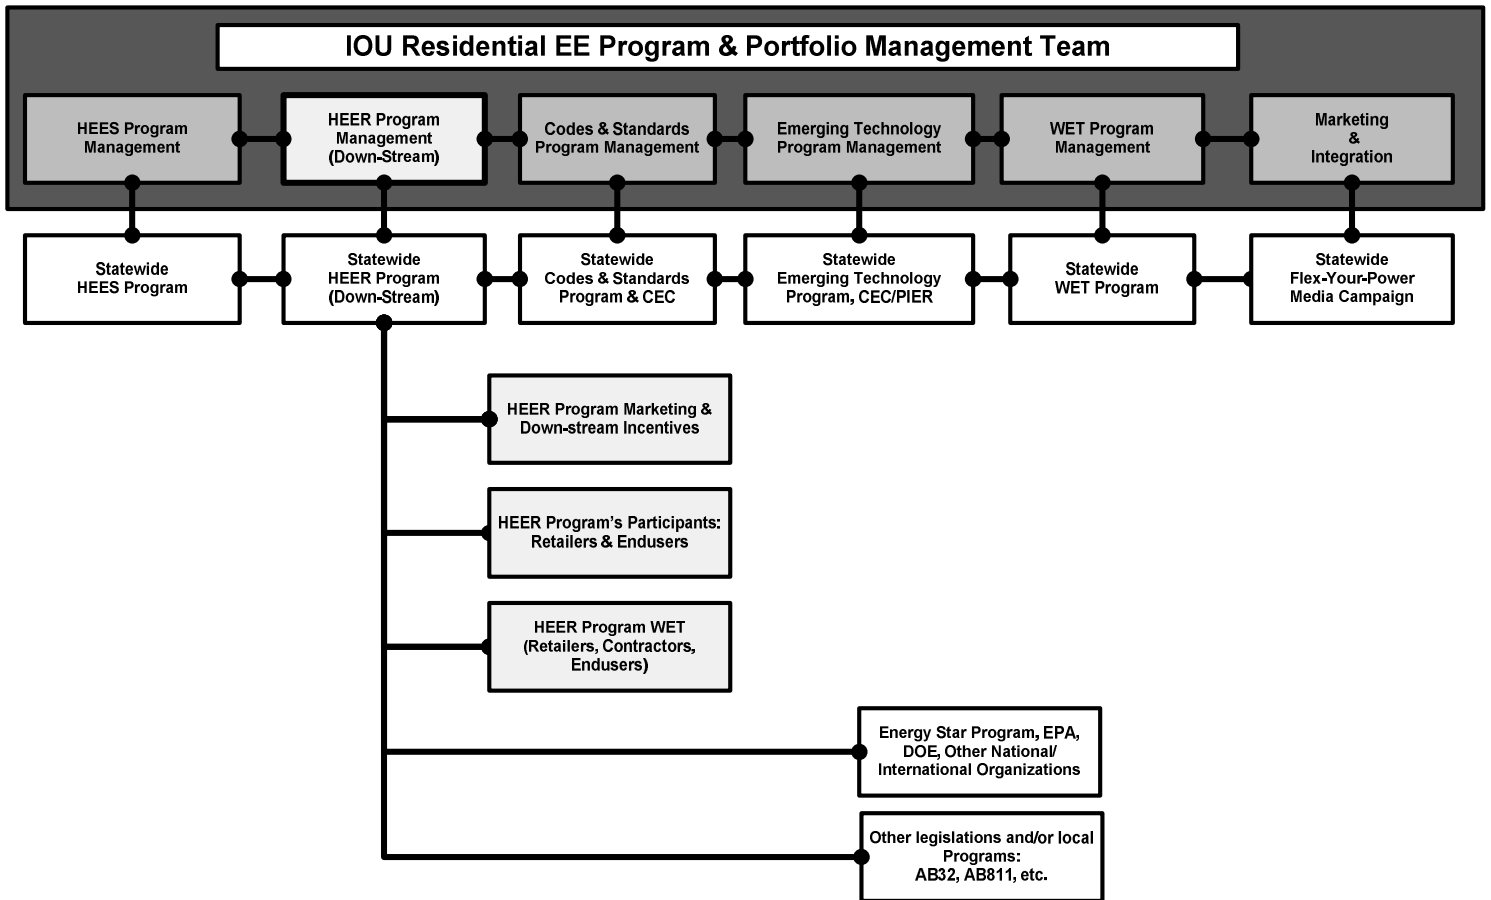 IOU Residential EE Program & Portfolio Management Team
HEES Program
Management
HEER Program
Management
(Down-Stream)
Codes & Standards
Program Management
Emerging Technology
Program Management
WET Program
Management
Marketing
&
Integration
Statewide
HEES Program
Statewide
HEER Program
(Down-Stream)
Statewide
Codes & Standards
Program & CEC
Statewide
Emerging Technology
Program, CEC/PIER
Statewide
WET Program
Statewide
Flex-Your-Power
Media Campaign
HEER Program Marketing &
Down-stream Incentives
HEER Program’s Participants:
Retailers & Endusers
HEER Program WET
(Retailers, Contractors,
Endusers)
Energy Star Program, EPA,
DOE, Other National/
International Organizations
Other legislations and/or local
Programs:
AB32, AB811, etc.